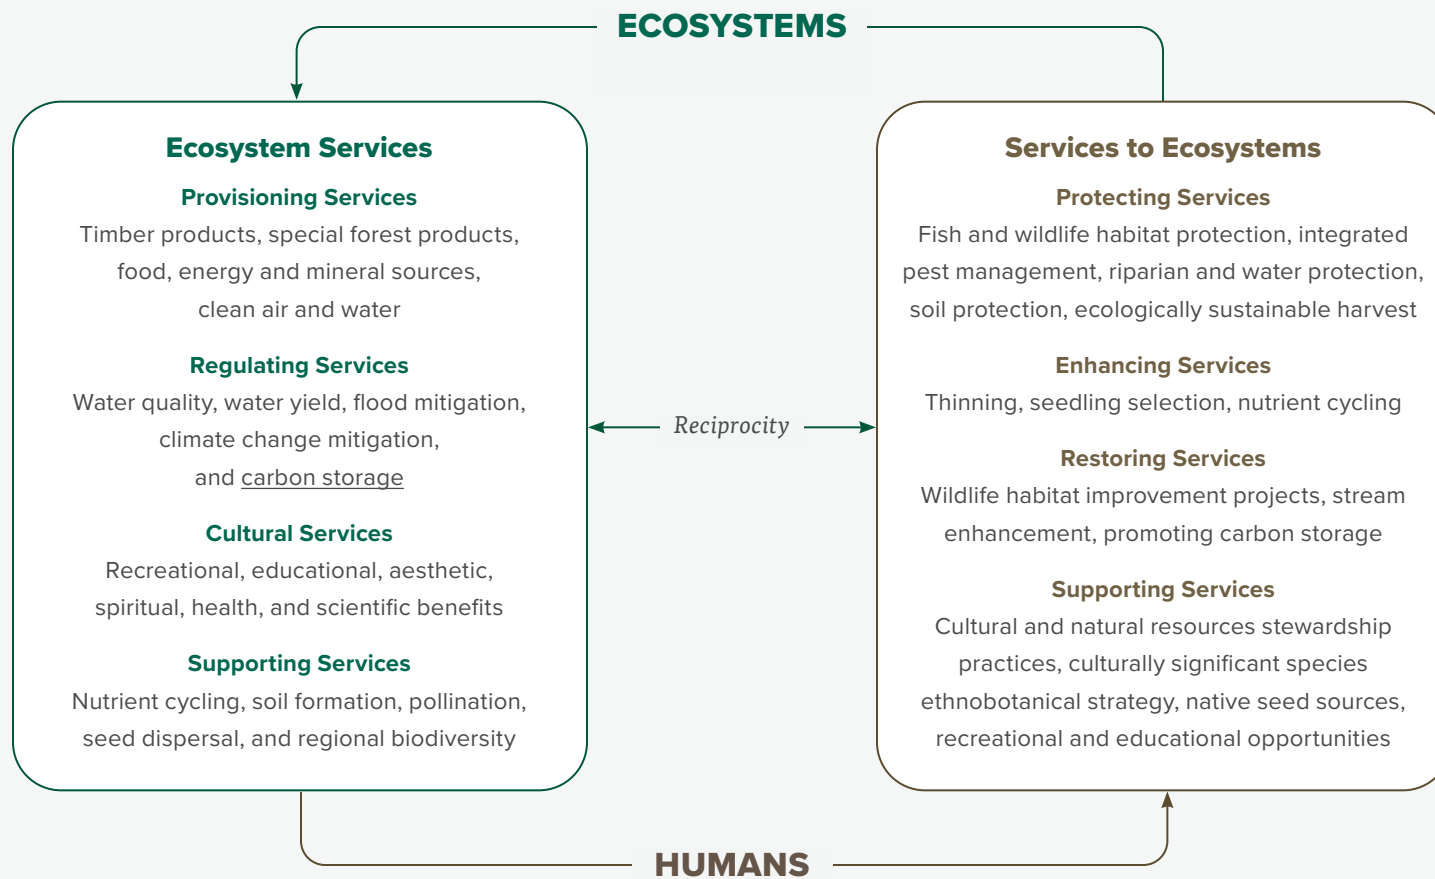 ECOSYSTEMS
Ecosystem Services
Provisioning Services
Timber products, special forest products,
food, energy and mineral sources,
clean air and water
Regulating Services
Water quality, water yield, flood mitigation,
climate change mitigation,
and carbon storage
Cultural Services
Recreational, educational, aesthetic,
spiritual, health, and scientific benefits
Supporting Services
Nutrient cycling, soil formation, pollination,
seed dispersal, and regional biodiversity
Reciprocity
Services to Ecosystems
Protecting Services
Fish and wildlife habitat protection, integrated
pest management, riparian and water protection,
soil protection, ecologically sustainable harvest
Enhancing Services
Thinning, seedling selection, nutrient cycling
Restoring Services
Wildlife habitat improvement projects, stream
enhancement, promoting carbon storage
Supporting Services
Cultural and natural resources stewardship
practices, culturally significant species
ethnobotanical strategy, native seed sources,
recreational and educational opportunities
HUMANS